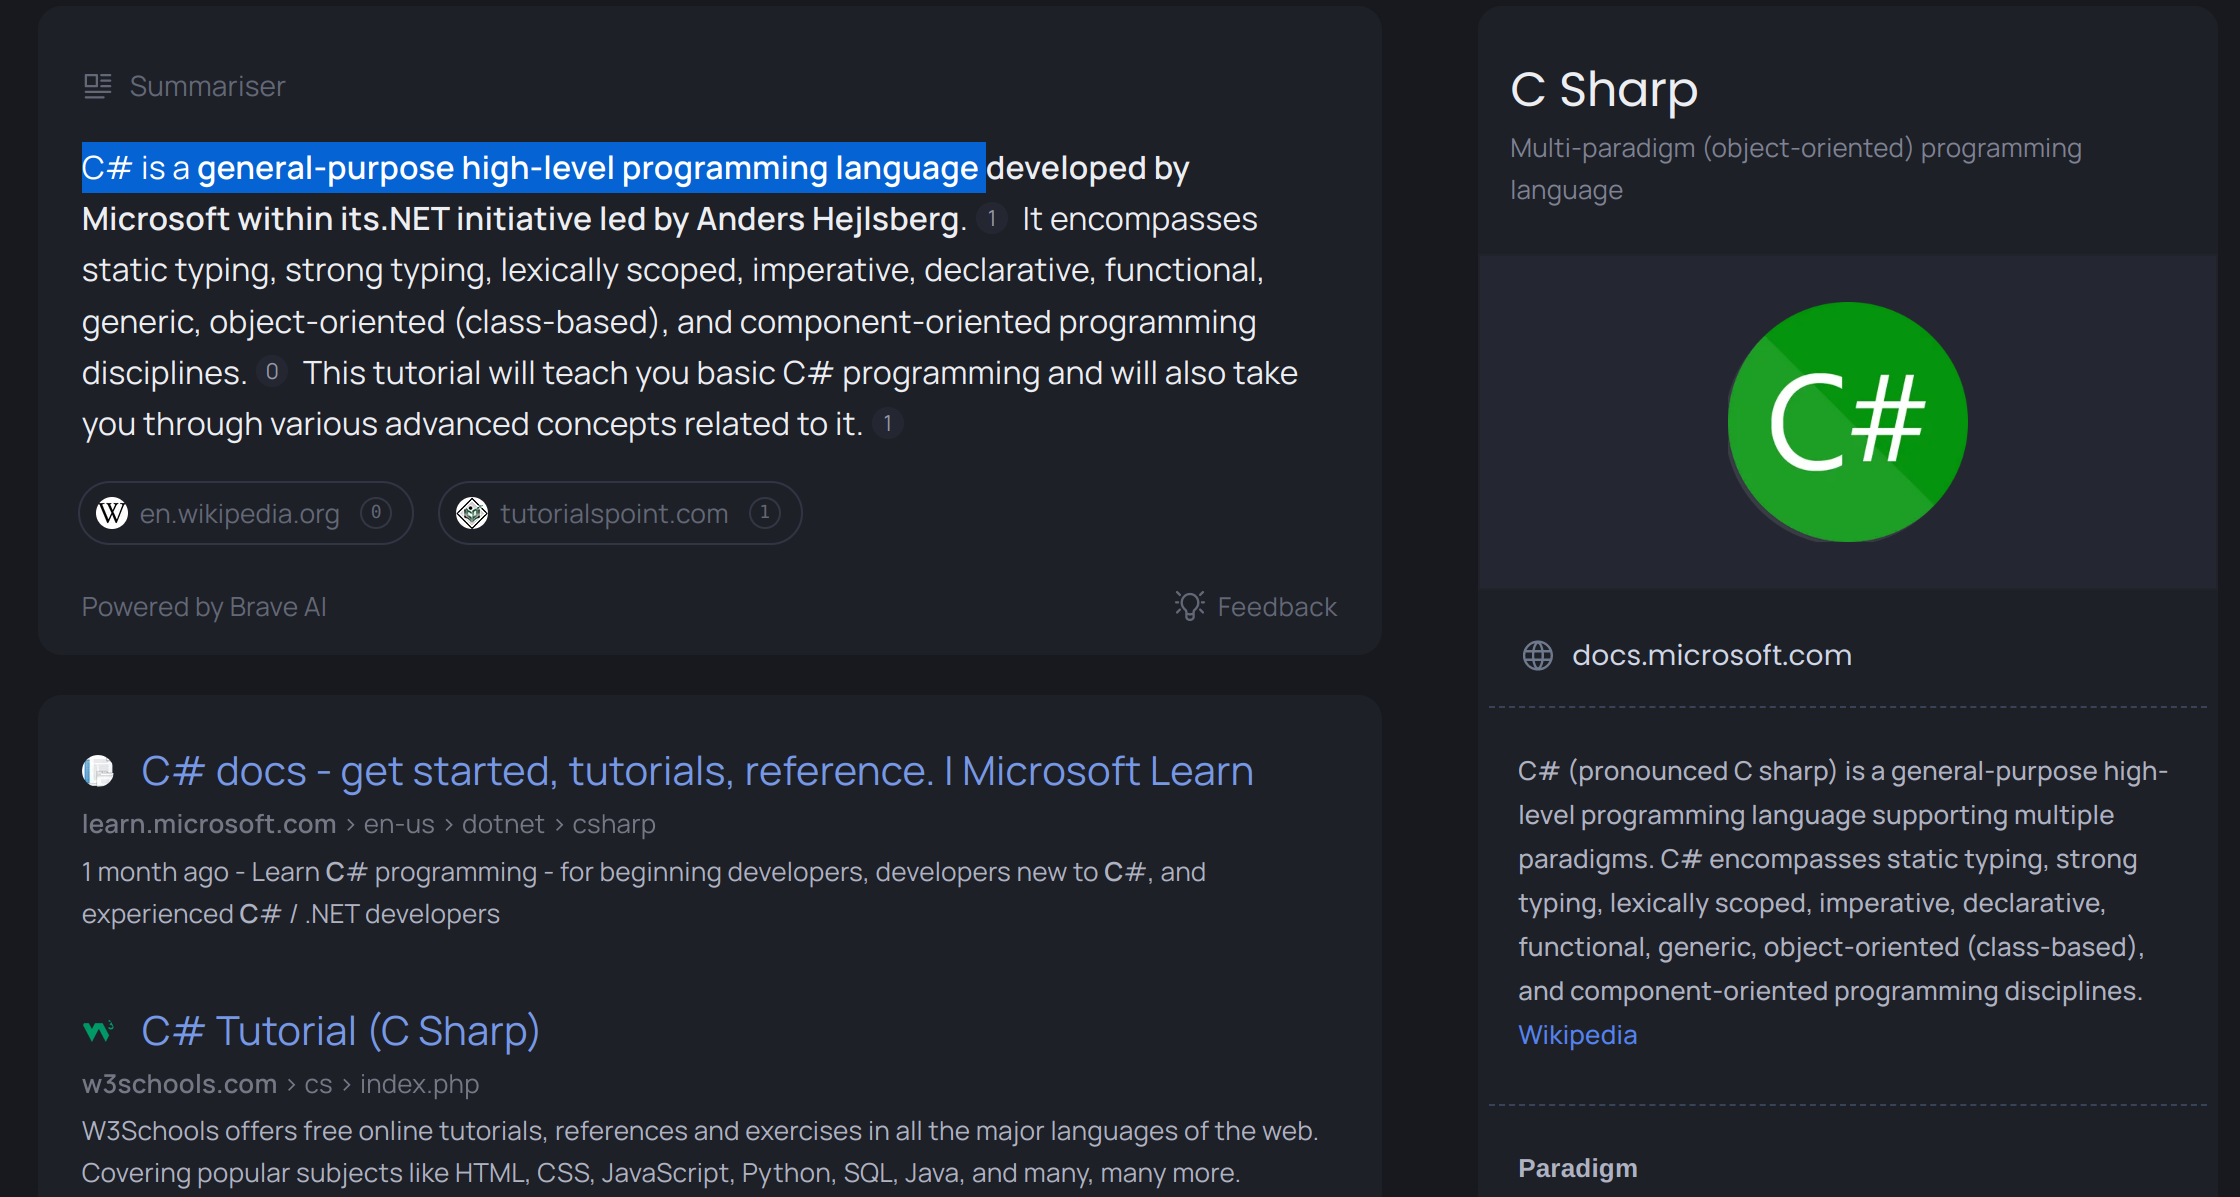 Summariser
C# is a general-purpose high-level programming language developed by
Microsoft within its.NET initiative led by Anders Hejlsberg. 1 It encompasses
static typing, strong typing, lexically scoped, imperative, declarative, functional,
generic, object-oriented (class-based), and component-oriented programming
disciplines. 0 This tutorial will teach you basic C# programming and will also take
you through various advanced concepts related to it. 1
W en.wikipedia.org 0
tutorialspoint.com 1
Powered by Brave AI
Feedback
C# docs - get started, tutorials, reference. | Microsoft Learn
learn.microsoft.com › en-us › dotnet › csharp
1 month ago - Learn C# programming - for beginning developers, developers new to C#, and
experienced C# / .NET developers
C# Tutorial (C Sharp)
w3schools.com › cs › index.php
W3Schools offers free online tutorials, references and exercises in all the major languages of the web.
Covering popular subjects like HTML, CSS, JavaScript, Python, SQL, Java, and many, many more.
C Sharp
Multi-paradigm (object-oriented) programming
language
C#
docs.microsoft.com
C# (pronounced C sharp) is a general-purpose high-
level programming language supporting multiple
paradigms. C# encompasses static typing, strong
typing, lexically scoped, imperative, declarative,
functional, generic, object-oriented (class-based),
and component-oriented programming disciplines.
Wikipedia
Paradigm